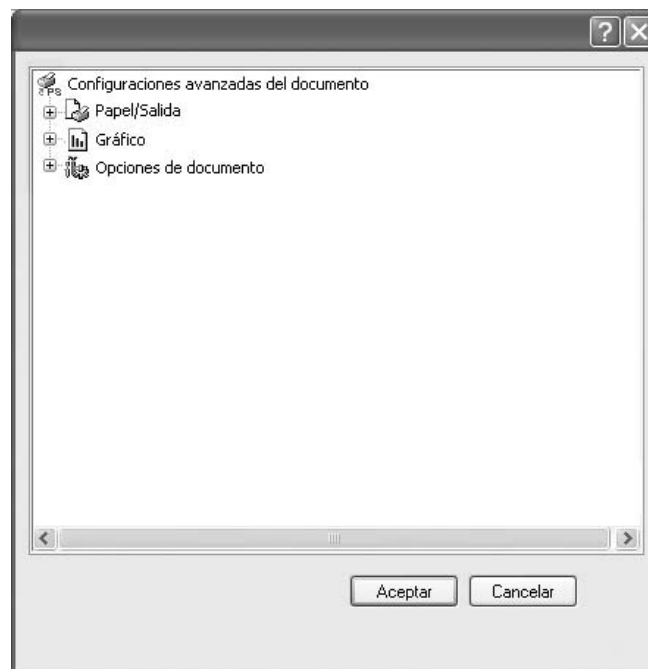 Configuraciones avanzadas del documento
Papel/Salida
Gráfico
Opciones de documento
Aceptar
Cancelar